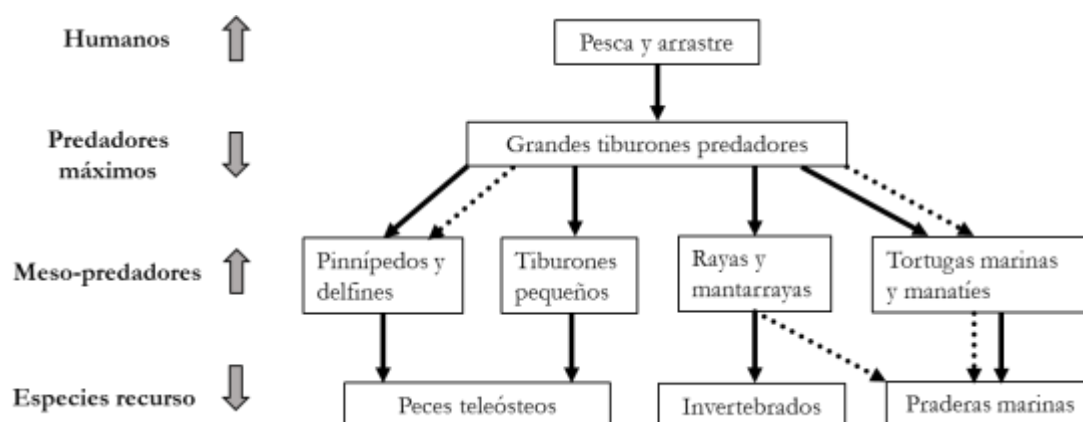 Humanos
Pesca y arrastre
Predadores
máximos
Grandes tiburones predadores
Meso-predadores
Pinnípedos y
delfines
Tiburones
pequeños
Rayas y
mantarrayas
Tortugas marinas
y manatíes
Especies recurso
Peces teleósteos
Invertebrados
Praderas marinas